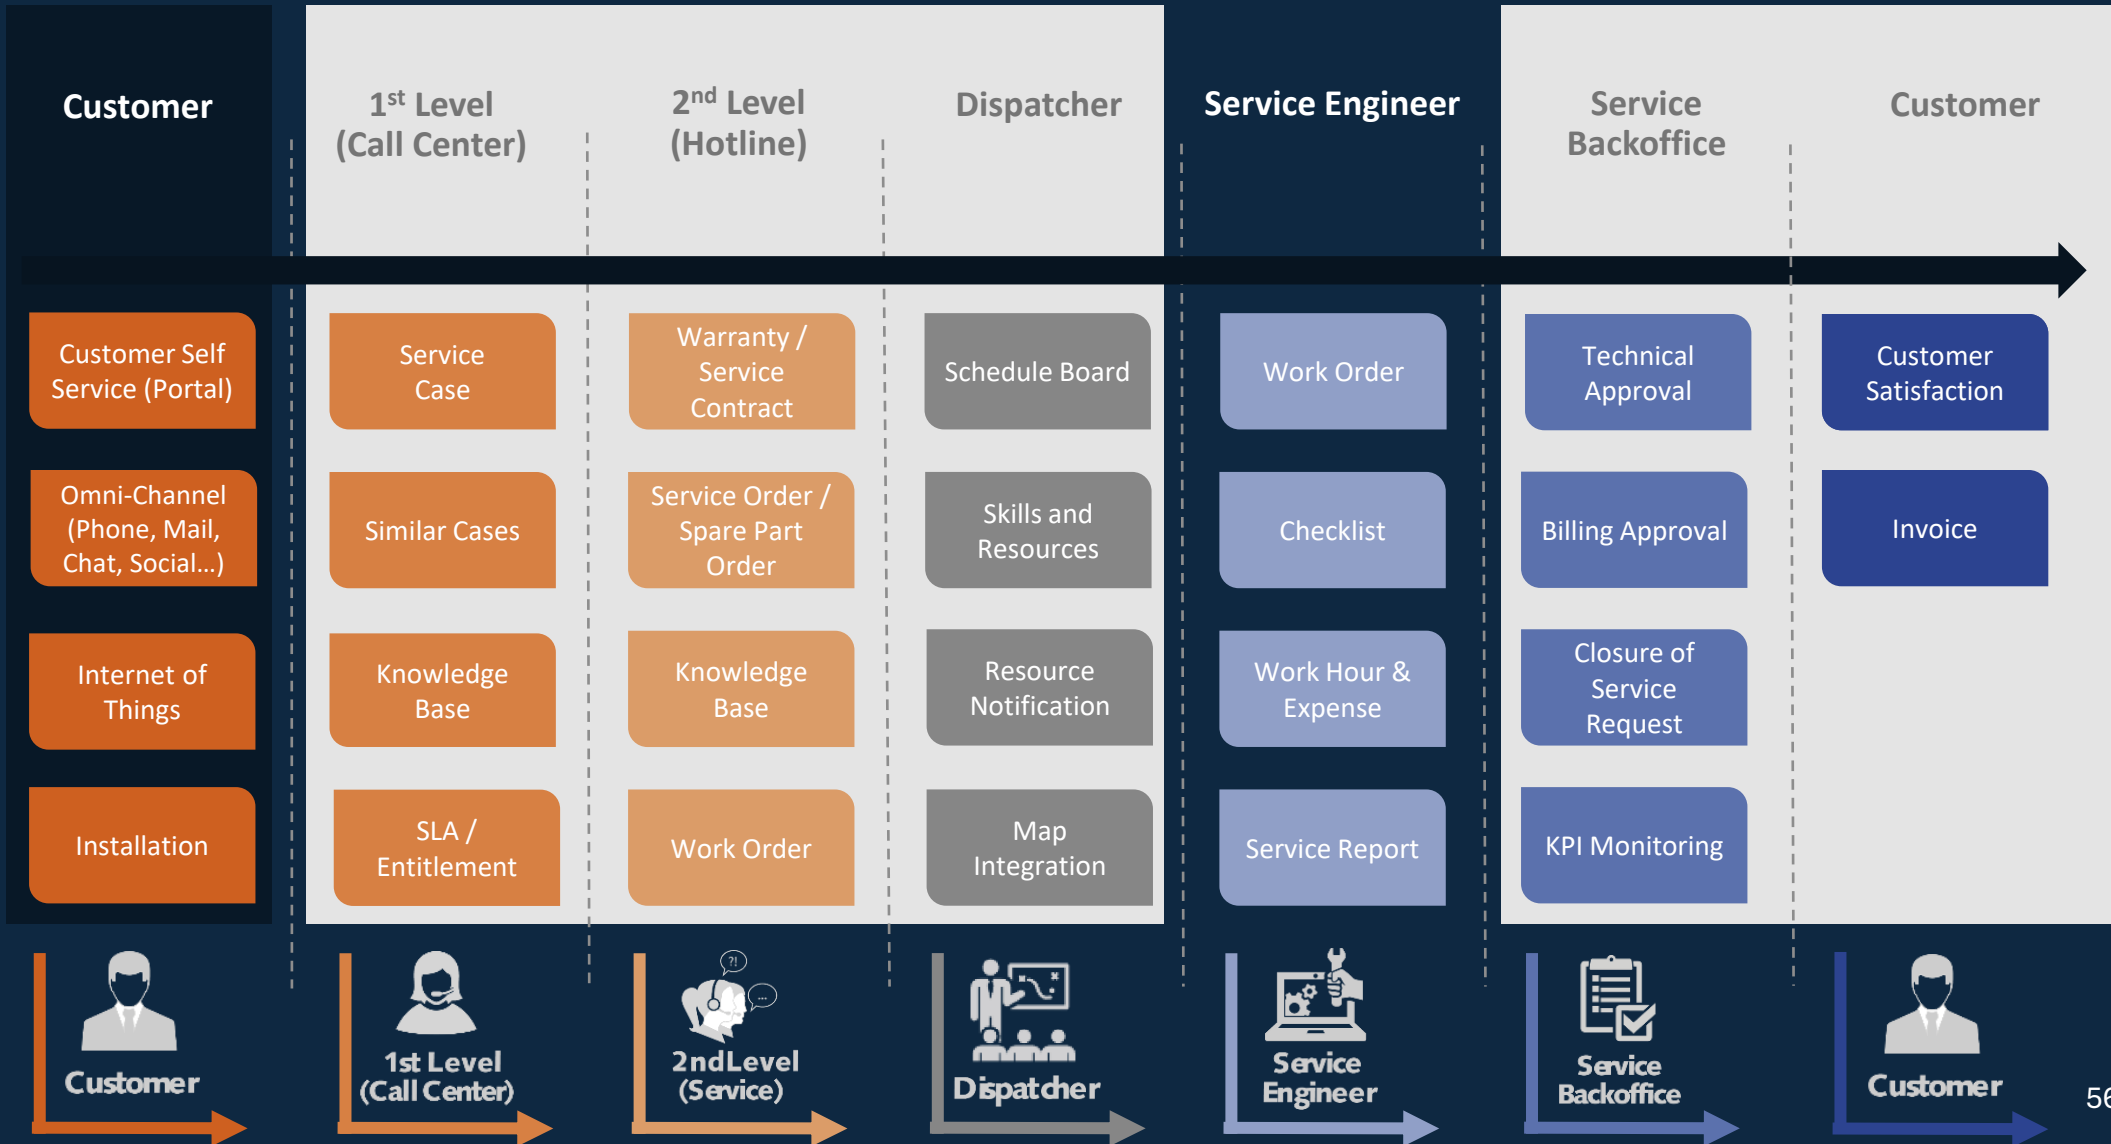 Customer
1st Level
(Call Center)
2nd Level
(Hotline)
Dispatcher
Service Engineer
Service
Backoffice
Customer
Customer Self
Service (Portal)
Service
Case
Warranty /
Service
Contract
Schedule Board
Work Order
Technical
Approval
Customer
Satisfaction
Omni-Channel
(Phone, Mail,
Chat, Social...)
Similar Cases
Service Order /
Spare Part
Order
Skills and
Resources
Checklist
Billing Approval
Invoice
Internet of
Things
Knowledge
Base
Knowledge
Base
Resource
Notification
Work Hour &
Expense
Closure of
Service
Request
Installation
SLA /
Entitlement
Work Order
Map
Integration
Service Report
KPI Monitoring
Customer
1st Level
(Call Center)
?!
...
2ndLevel
(Service)
Dispatcher
Service
Engineer
Service
Backoffice
Customer
56